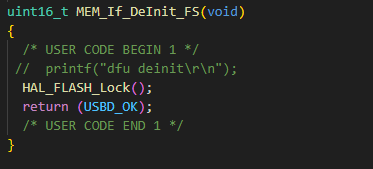 uint16_t MEM_If_DeInit_FS(void)
{
  /* USER CODE BEGIN 1 */
 //  printf("dfu deinit\r\n");
  HAL_FLASH_Lock();
  return (USBD_OK);
  /* USER CODE END 1 */
}